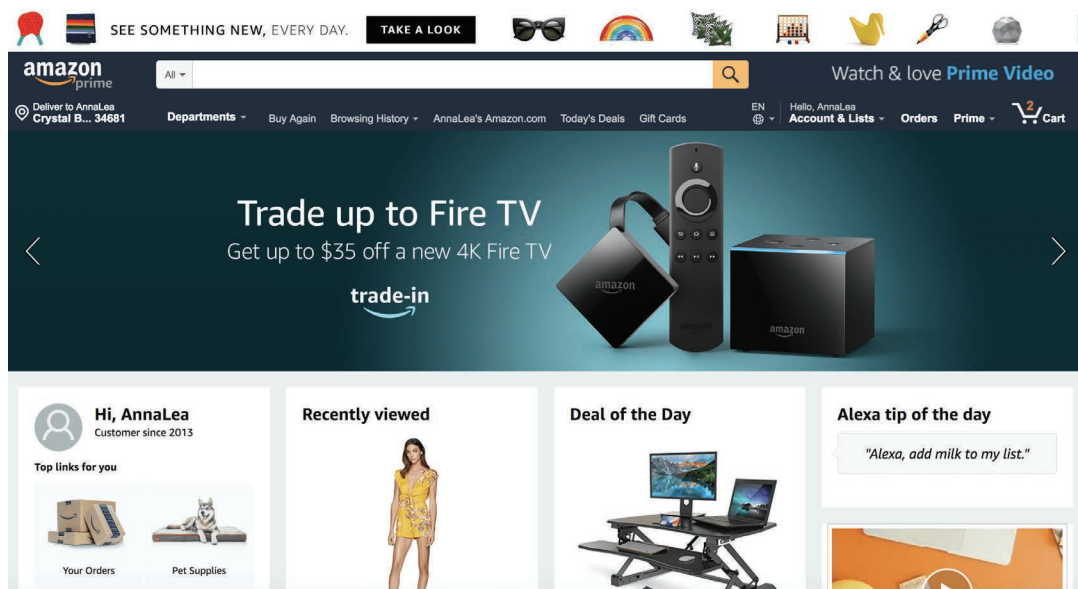 SEE SOMETHING NEW, EVERY DAY. TAKE A LOOK
amazon
prime
All
Watch & love Prime Video
Deliver to AnnaLea
Crystal B... 34681
Departments Buy Again Browsing History AnnaLea's Amazon.com Today's Deals Gift Cards
EN
Hello, AnnaLea
Account & Lists Orders Prime 2 Cart
Trade up to Fire TV
Get up to $35 off a new 4K Fire TV
trade-in
amazon
amazon
Hi, AnnaLea
Customer since 2013
Top links for you
Your Orders Pet Supplies
Recently viewed
Deal of the Day
Alexa tip of the day
"Alexa, add milk to my list."